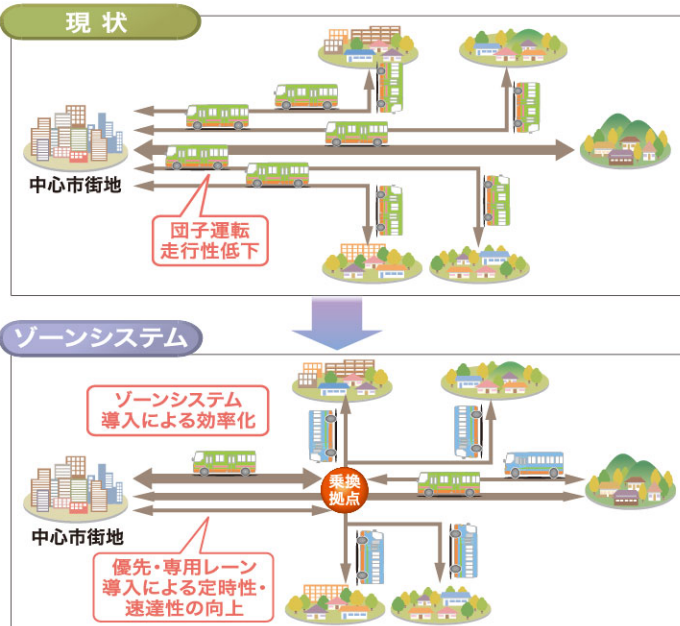 現状
中心市街地
団子運転
走行性低下
ゾーンシステム
ゾーンシステム
導入による効率化
乗換
拠点
中心市街地
優先・専用レーン
導入による定時性・
速達性の向上